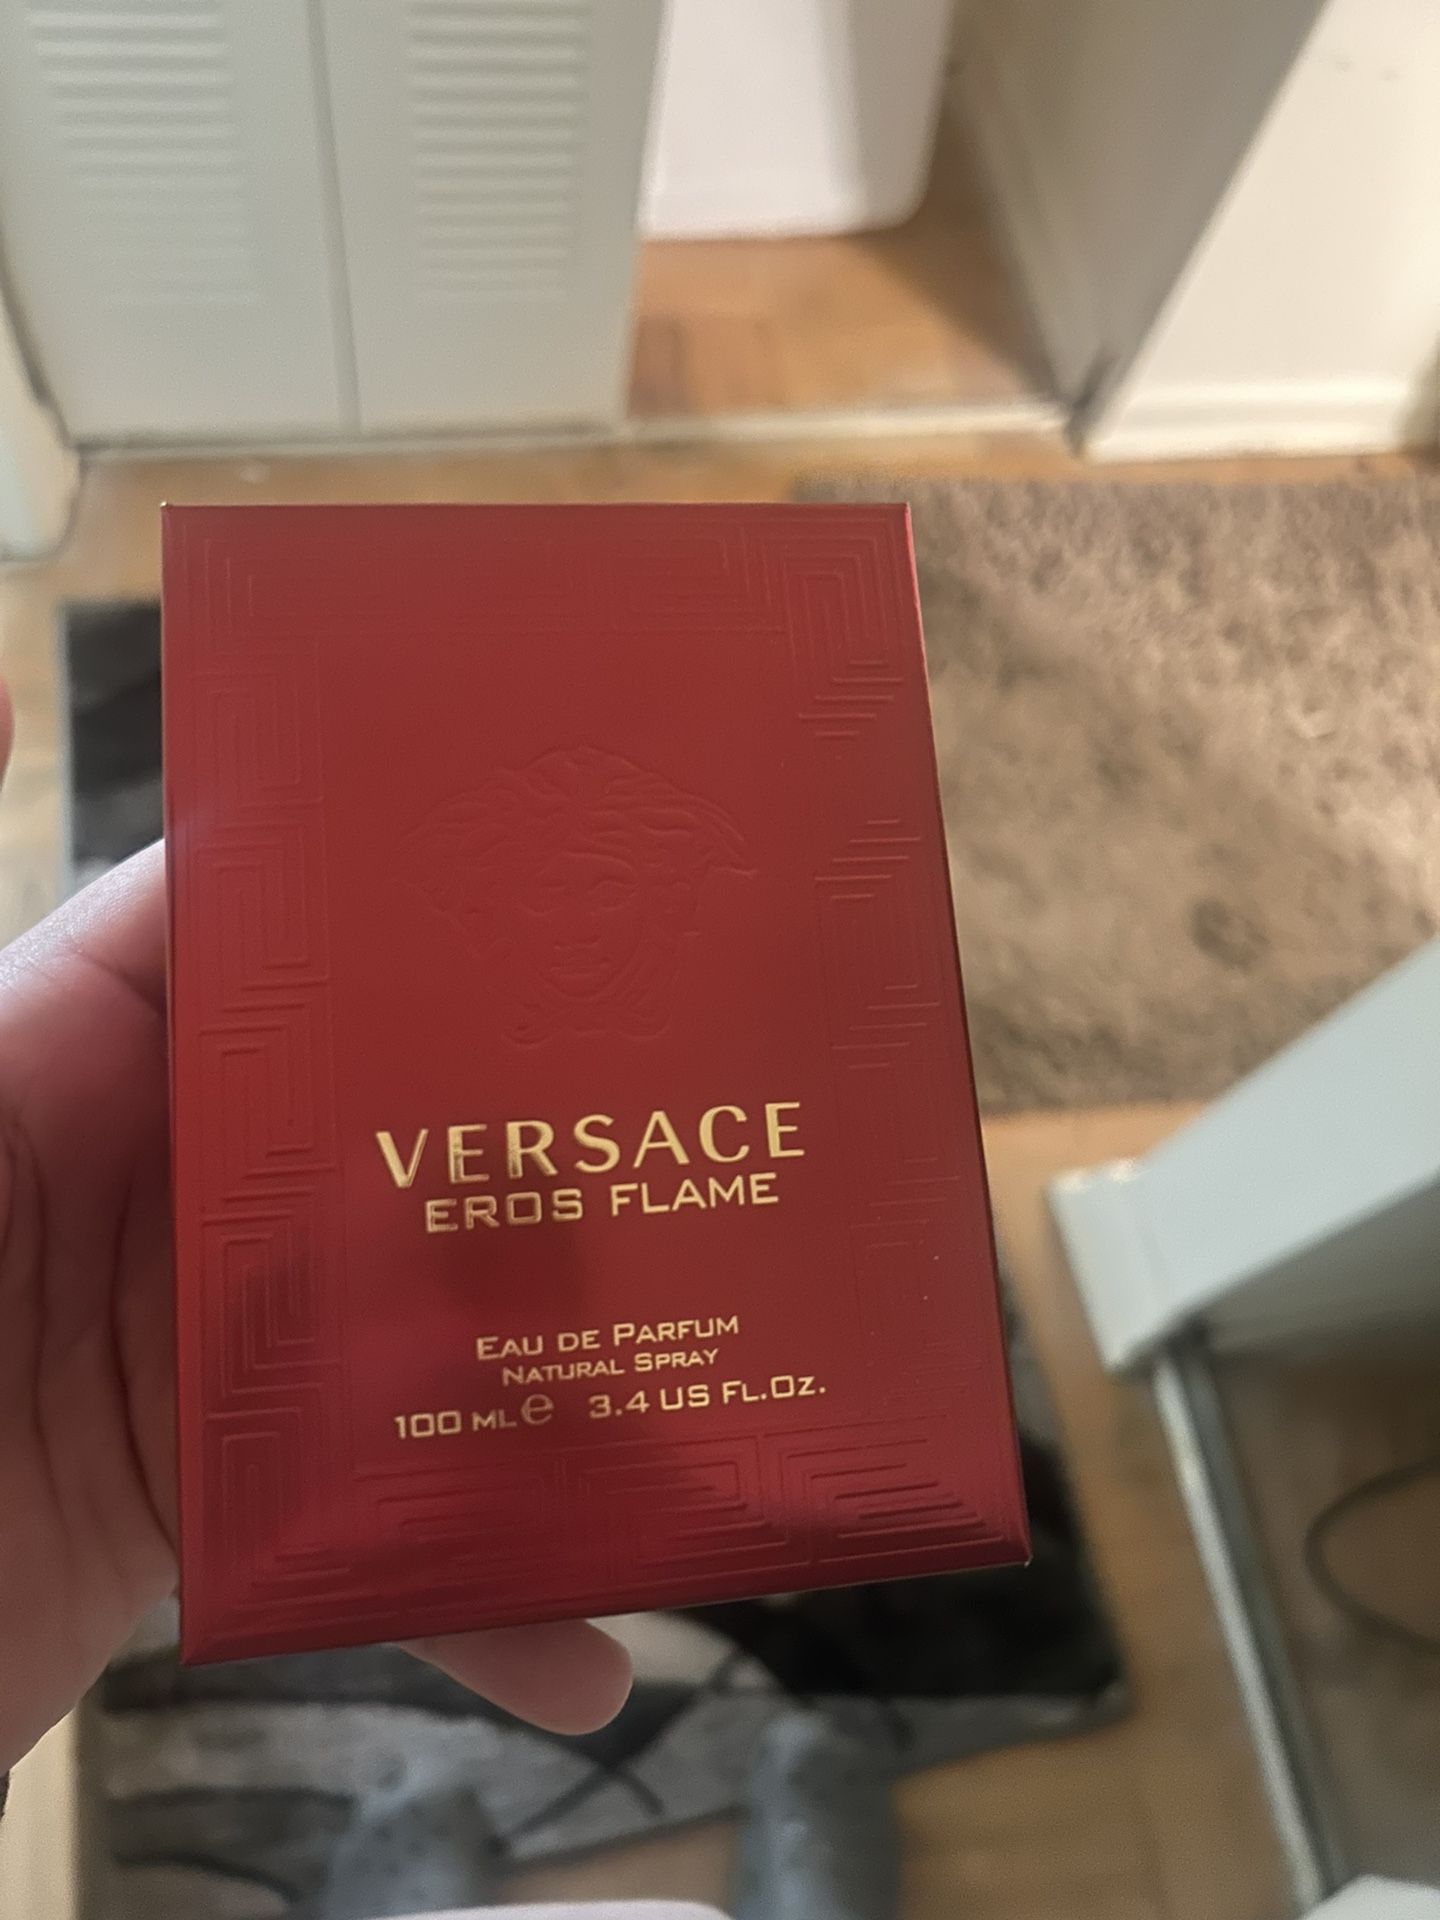 VERSACE
EROS FLAME
EAU DE PARFUM
NATURAL SPRAY
100 ML ℮ 3.4 US FL.OZ.